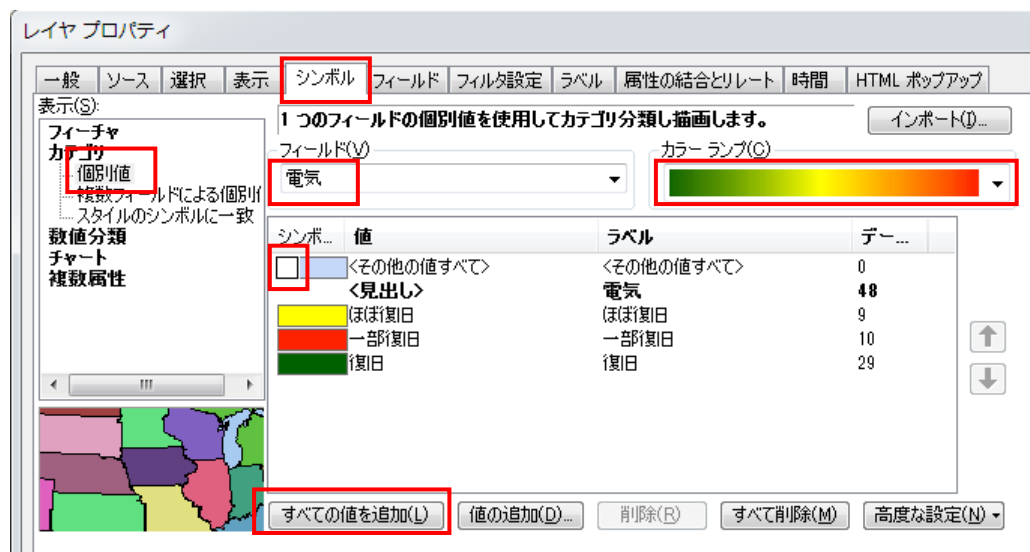 レイヤ プロパティ
一般 ソース 選択 表示 シンボル フィールド フィルタ設定 ラベル 属性の結合とリレート 時間 HTML ポップアップ
表示(S):
フィーチャ
カテゴリ
個別値
複数フィールドによる個別
スタイルのシンボルに一致
数値分類
チャート
複数属性
1 つのフィールドの個別値を使用してカテゴリ分類し描画します。
インポート(I)...
フィールド(V)
電気
カラー ランプ(C)
シンボ... 値 ラベル デー...
<その他の値すべて> <その他の値すべて> 0
<見出し> 電気 48
ほぼ復旧 ほぼ復旧 9
一部復旧 一部復旧 10
復旧 復旧 29
すべての値を追加(L) 値の追加(D)... 削除(R) すべて削除(M) 高度な設定(N)